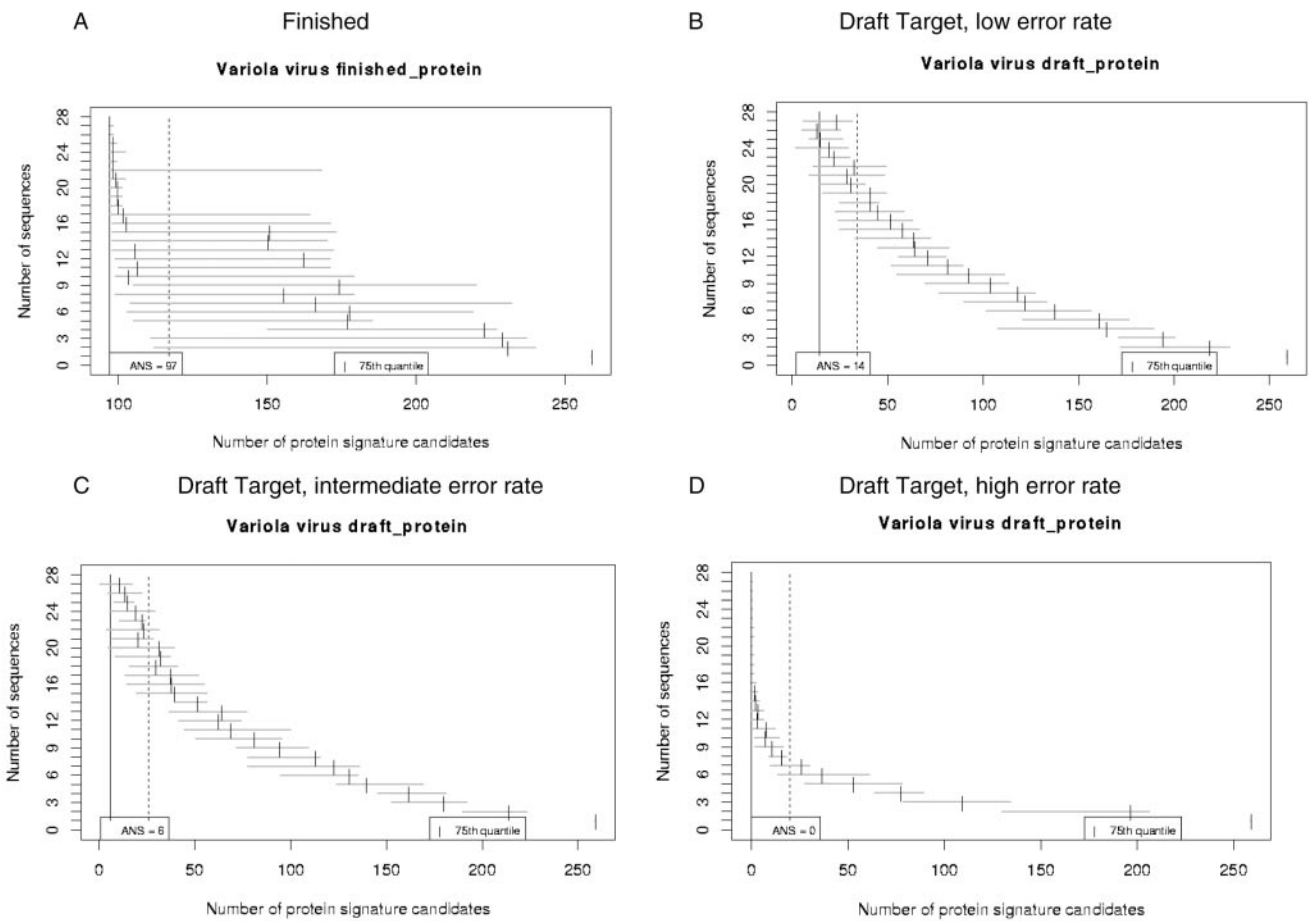 A Finished
Variola virus finished_protein
Number of sequences
28
24
20
16
12
9
6
3
0
ANS = 97
| 75th quantile
100 150 200 250
Number of protein signature candidates
B Draft Target, low error rate
Variola virus draft_protein
Number of sequences
28
24
20
16
12
9
6
3
0
ANS = 14
| 75th quantile
0 50 100 150 200 250
Number of protein signature candidates
C Draft Target, intermediate error rate
Variola virus draft_protein
Number of sequences
28
24
20
16
12
9
6
3
0
ANS = 6
| 75th quantile
0 50 100 150 200 250
Number of protein signature candidates
D Draft Target, high error rate
Variola virus draft_protein
Number of sequences
28
24
20
16
12
9
6
3
0
ANS = 0
| 75th quantile
0 50 100 150 200 250
Number of protein signature candidates